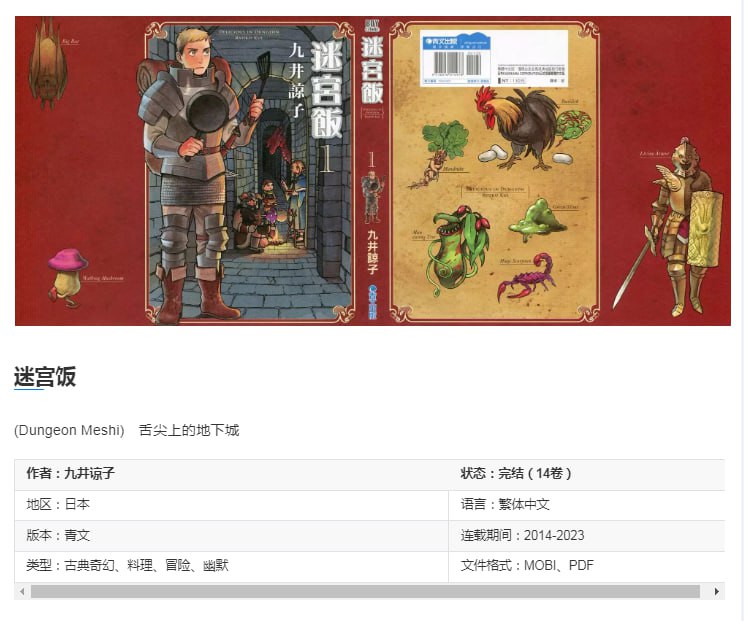 Big Bat
DELICIOUS IN DUNGEON
RYOKO KUI
九井諒子
迷宮飯
1
迷宮飯
1
九井諒子
青文出版
Basilisk
Mandrake
DELICIOUS IN DUNGEON
RYOKO KUI
Man-eating Plant
Green Slime
Huge Scorpion
Living Armor
Walking Mushroom
迷宫饭
(Dungeon Meshi) 舌尖上的地下城
作者：九井谅子
状态：完结（14卷）
地区：日本
语言：繁体中文
版本：青文
连载期间：2014-2023
类型：古典奇幻、料理、冒险、幽默
文件格式：MOBI、PDF